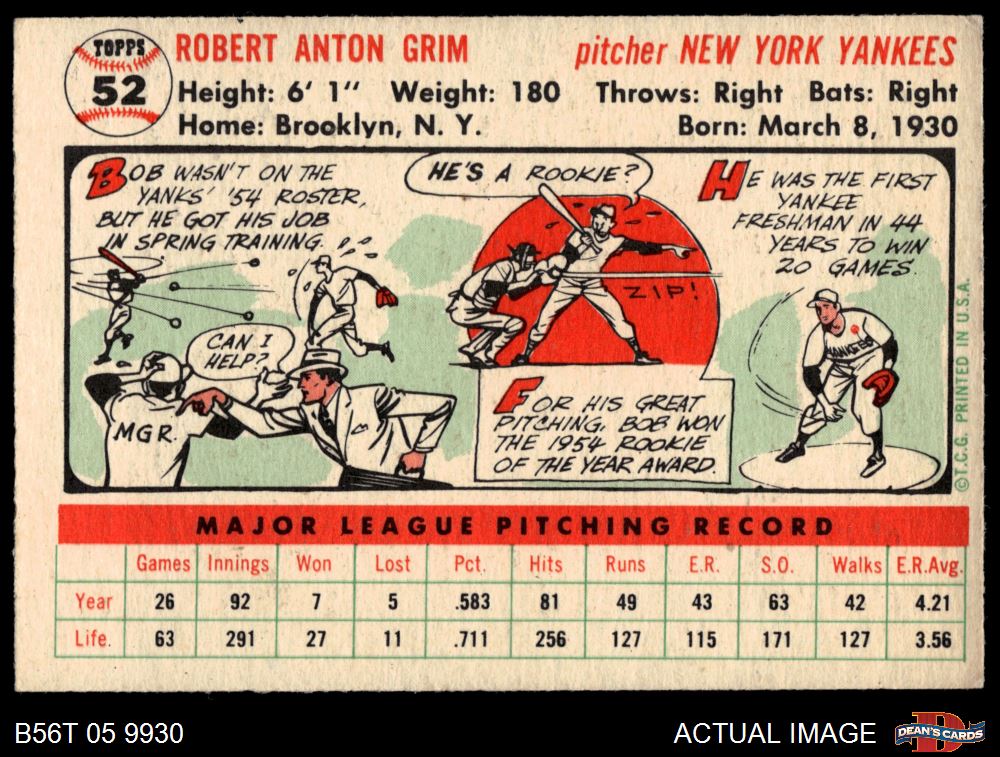 TOPPS
52
ROBERT ANTON GRIM pitcher NEW YORK YANKEES
Height: 6' 1" Weight: 180 Throws: Right Bats: Right
Home: Brooklyn, N. Y. Born: March 8, 1930
BOB WASN'T ON THE
YANKS' '54 ROSTER,
BUT HE GOT HIS JOB
IN SPRING TRAINING.
CAN I
HELP?
MGR.
HE'S A ROOKIE?
ZIP!
FOR HIS GREAT
PITCHING, BOB WON
THE 1954 ROOKIE
OF THE YEAR AWARD.
HE WAS THE FIRST
YANKEE
FRESHMAN IN 44
YEARS TO WIN
20 GAMES.
YANKEES
©T.C.G. PRINTED IN U.S.A.
MAJOR LEAGUE PITCHING RECORD
Games Innings Won Lost Pct. Hits Runs E.R. S.O. Walks E.R.Avg.
Year 26 92 7 5 .583 81 49 43 63 42 4.21
Life. 63 291 27 11 .711 256 127 115 171 127 3.56
B56T 05 9930 ACTUAL IMAGE
DEAN'S CARDS